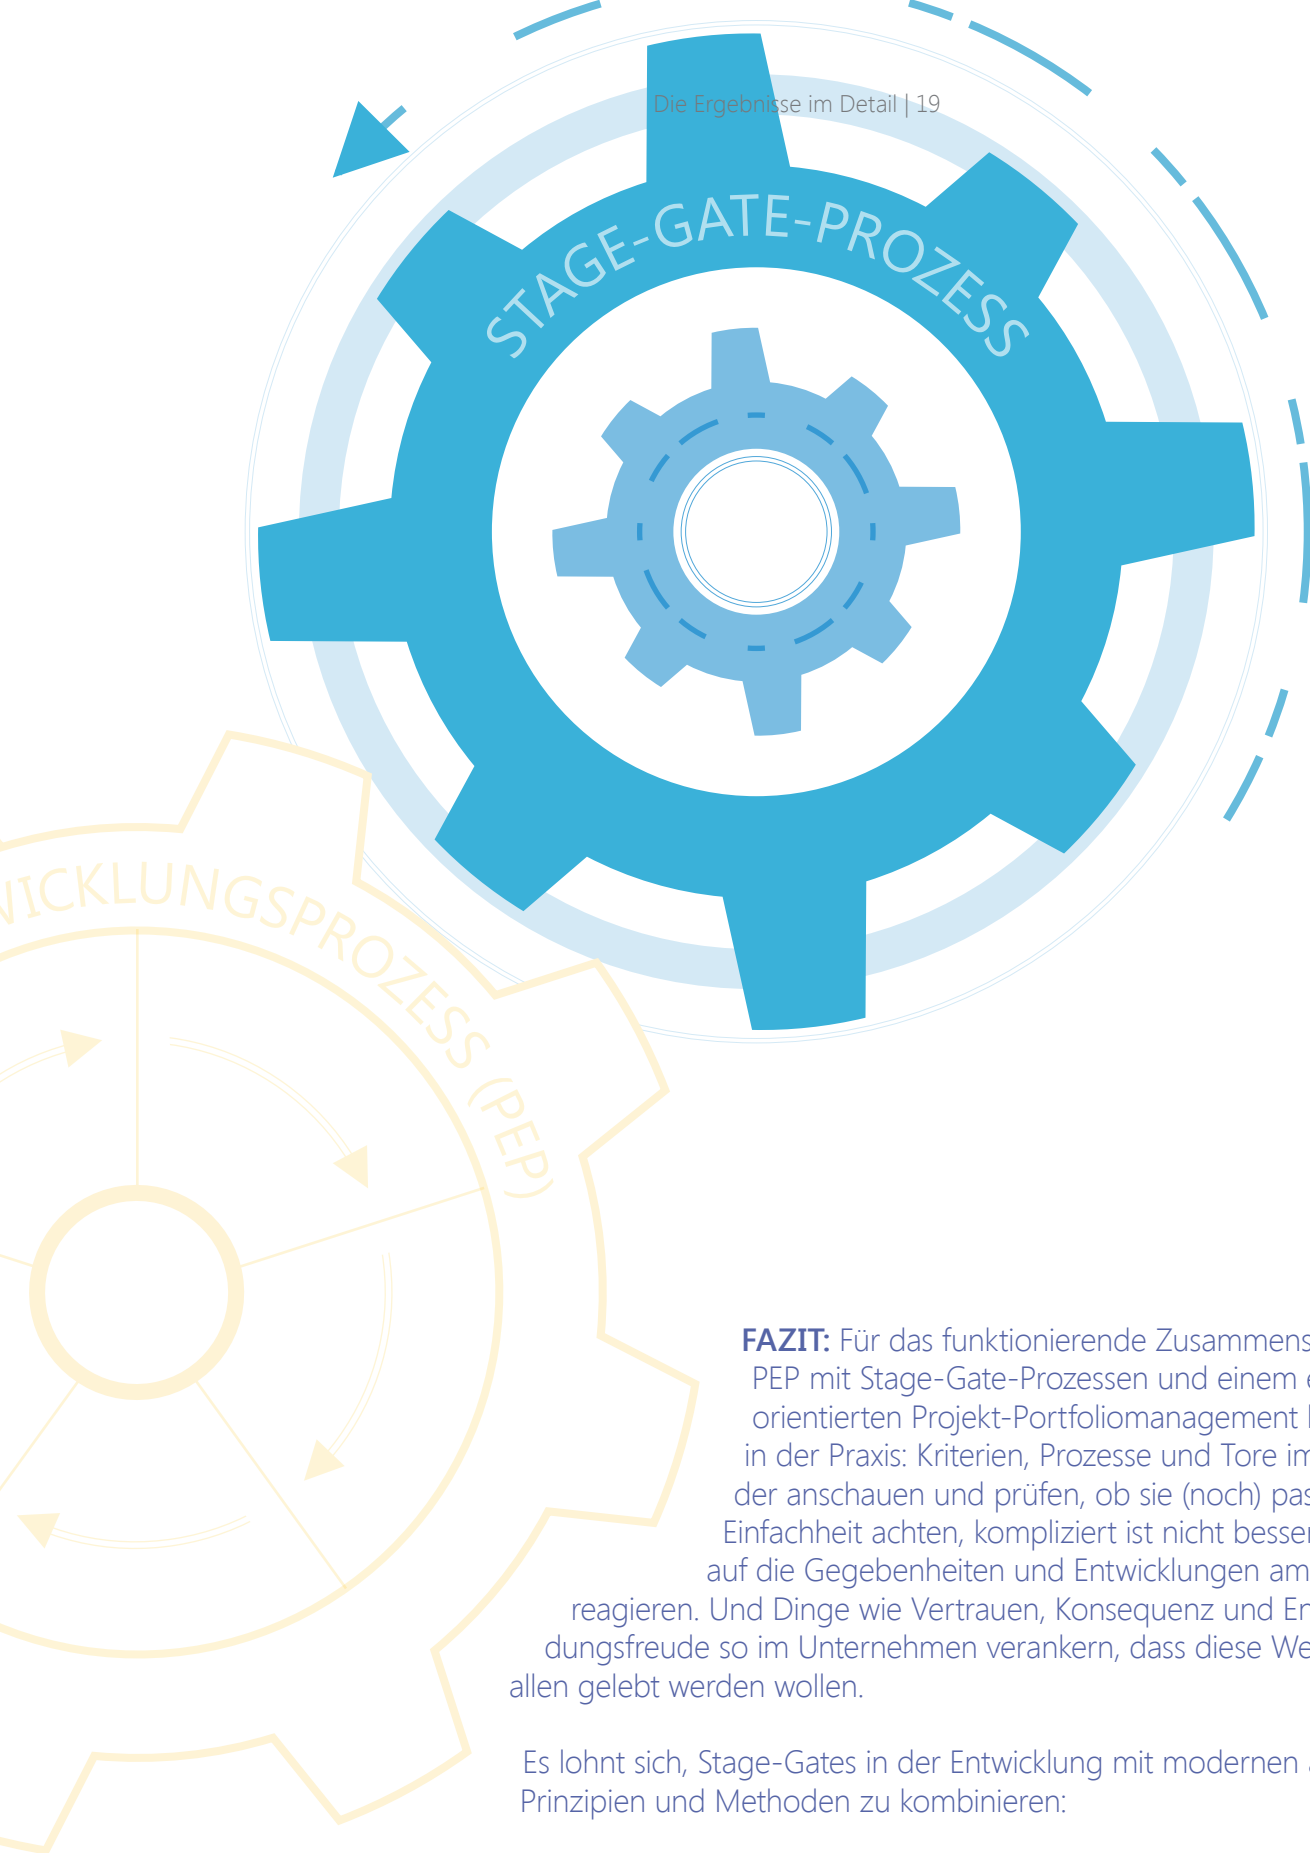 Die Ergebnisse im Detail | 19
STAGE-GATE-PROZESS
WICKLUNGSPROZESS (PEP)
FAZIT: Für das funktionierende Zusammens
PEP mit Stage-Gate-Prozessen und einem e
orientierten Projekt-Portfoliomanagement
in der Praxis: Kriterien, Prozesse und Tore im
der anschauen und prüfen, ob sie (noch) pas
Einfachheit achten, kompliziert ist nicht besser
auf die Gegebenheiten und Entwicklungen am
reagieren. Und Dinge wie Vertrauen, Konsequenz und En
dungsfreude so im Unternehmen verankern, dass diese We
allen gelebt werden wollen.
Es lohnt sich, Stage-Gates in der Entwicklung mit modernen a
Prinzipien und Methoden zu kombinieren: